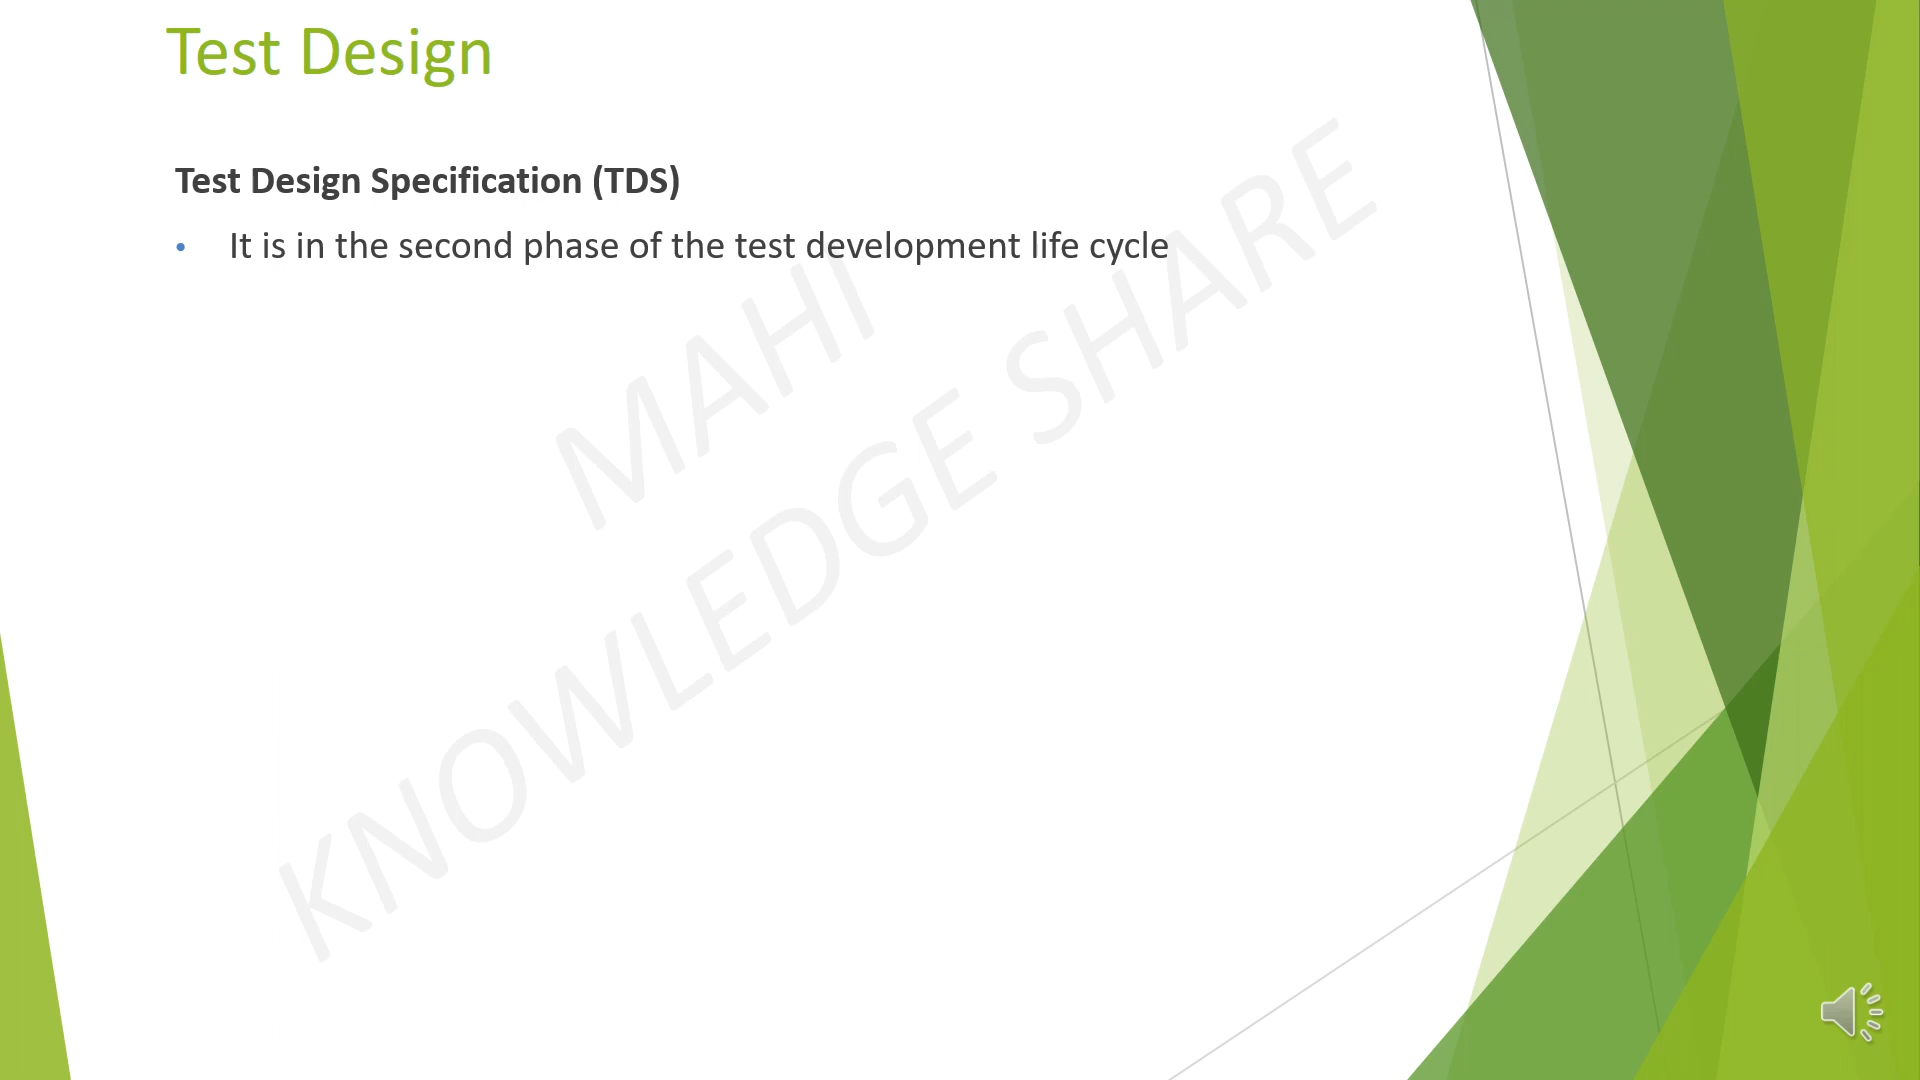 Test Design
Test Design Specification (TDS)
• It is in the second phase of the test development life cycle
MAHI
KNOWLEDGE SHARE